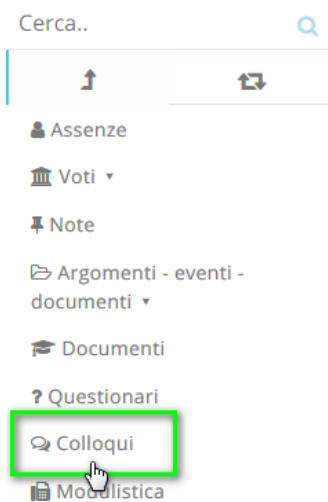 Cerca..
Assenze
Voti
Note
Argomenti - eventi -
documenti
Documenti
? Questionari
Colloqui
Modulistica